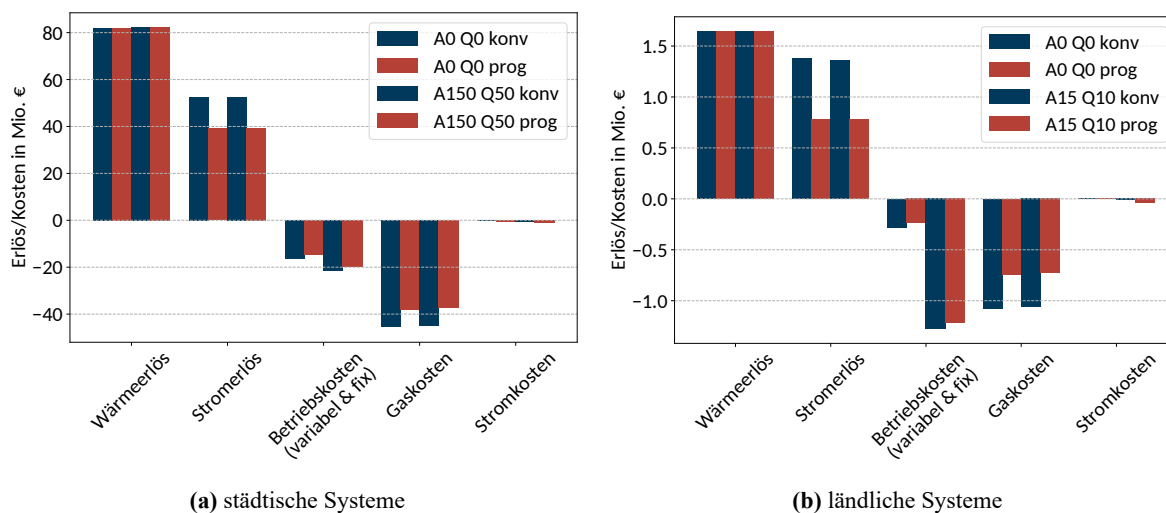 Erlös/Kosten in Mio. €
80
60
40
20
0
−20
−40
A0 Q0 konv
A0 Q0 prog
A150 Q50 konv
A150 Q50 prog
Wärmeerlös
Stromerlös
Betriebskosten
(variabel & fix)
Gaskosten
Stromkosten
(a) städtische Systeme
Erlös/Kosten in Mio. €
1.5
1.0
0.5
0.0
−0.5
−1.0
A0 Q0 konv
A0 Q0 prog
A15 Q10 konv
A15 Q10 prog
Wärmeerlös
Stromerlös
Betriebskosten
(variabel & fix)
Gaskosten
Stromkosten
(b) ländliche Systeme